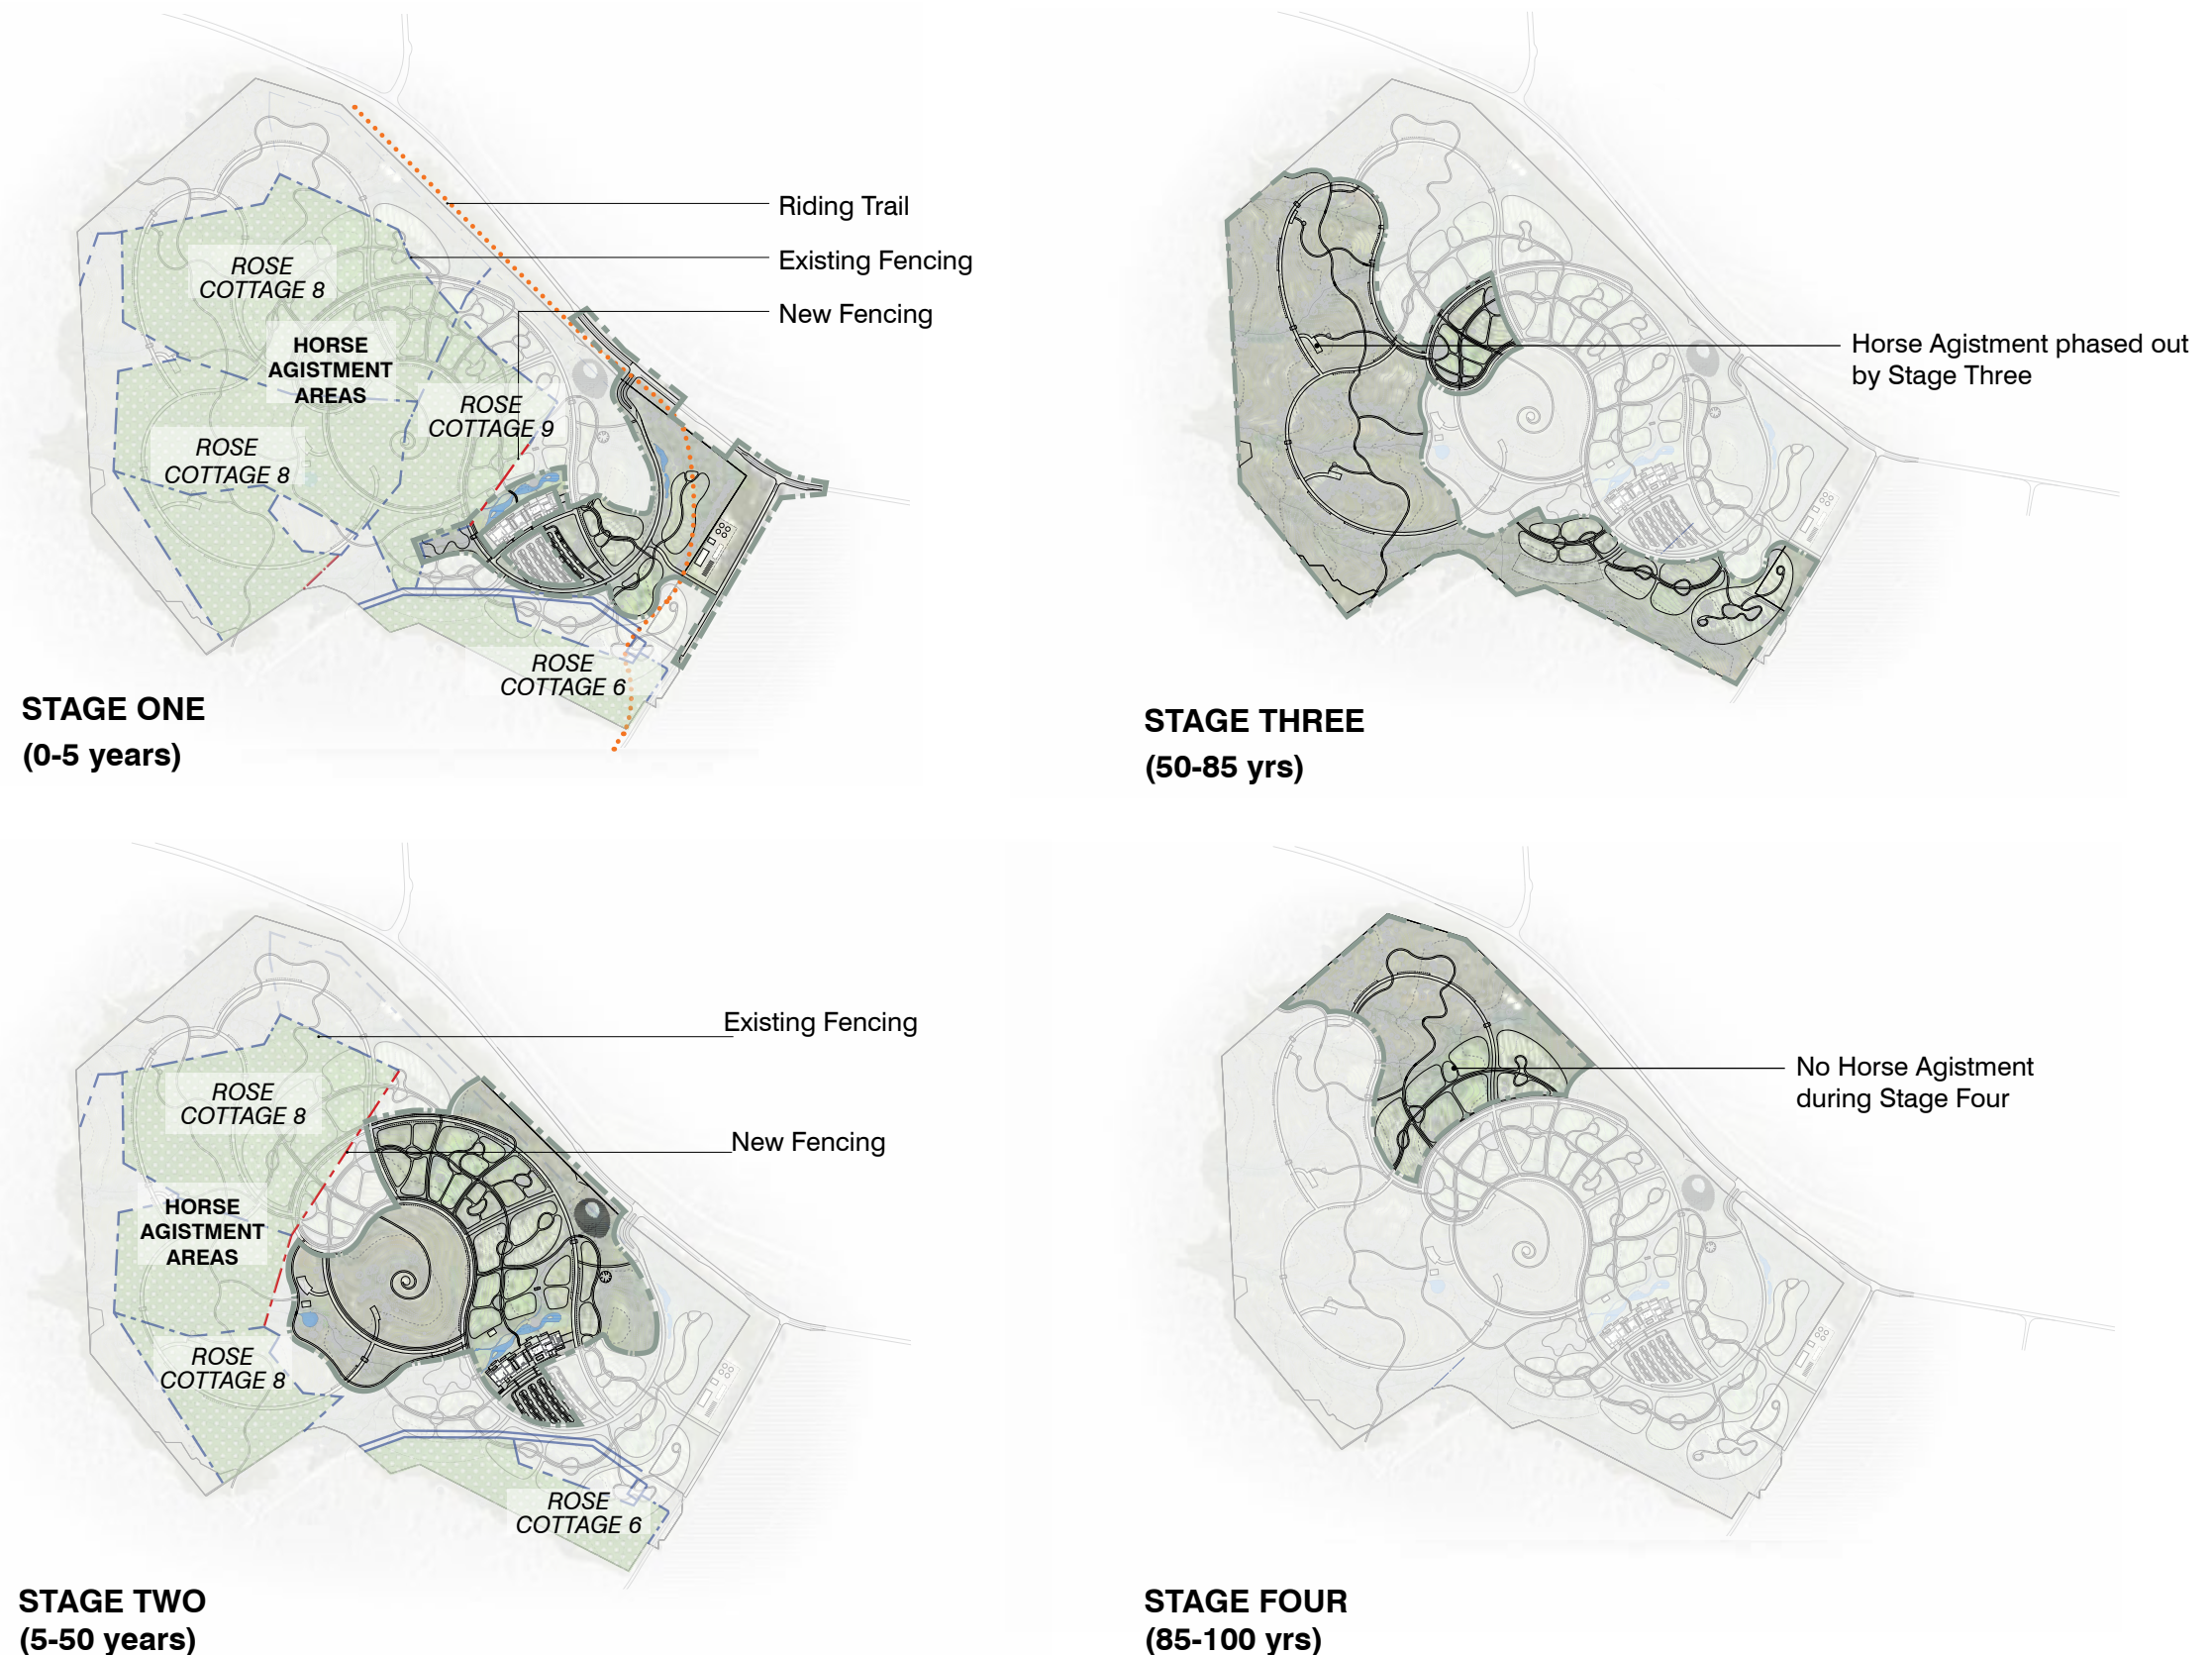 Riding Trail
Existing Fencing
New Fencing
ROSE
COTTAGE 8
HORSE
AGISTMENT
AREAS
ROSE
COTTAGE 9
ROSE
COTTAGE 8
ROSE
COTTAGE 6
STAGE ONE
(0-5 years)
Horse Agistment phased out
by Stage Three
STAGE THREE
(50-85 yrs)
Existing Fencing
New Fencing
ROSE
COTTAGE 8
HORSE
AGISTMENT
AREAS
ROSE
COTTAGE 8
ROSE
COTTAGE 6
STAGE TWO
(5-50 years)
No Horse Agistment
during Stage Four
STAGE FOUR
(85-100 yrs)